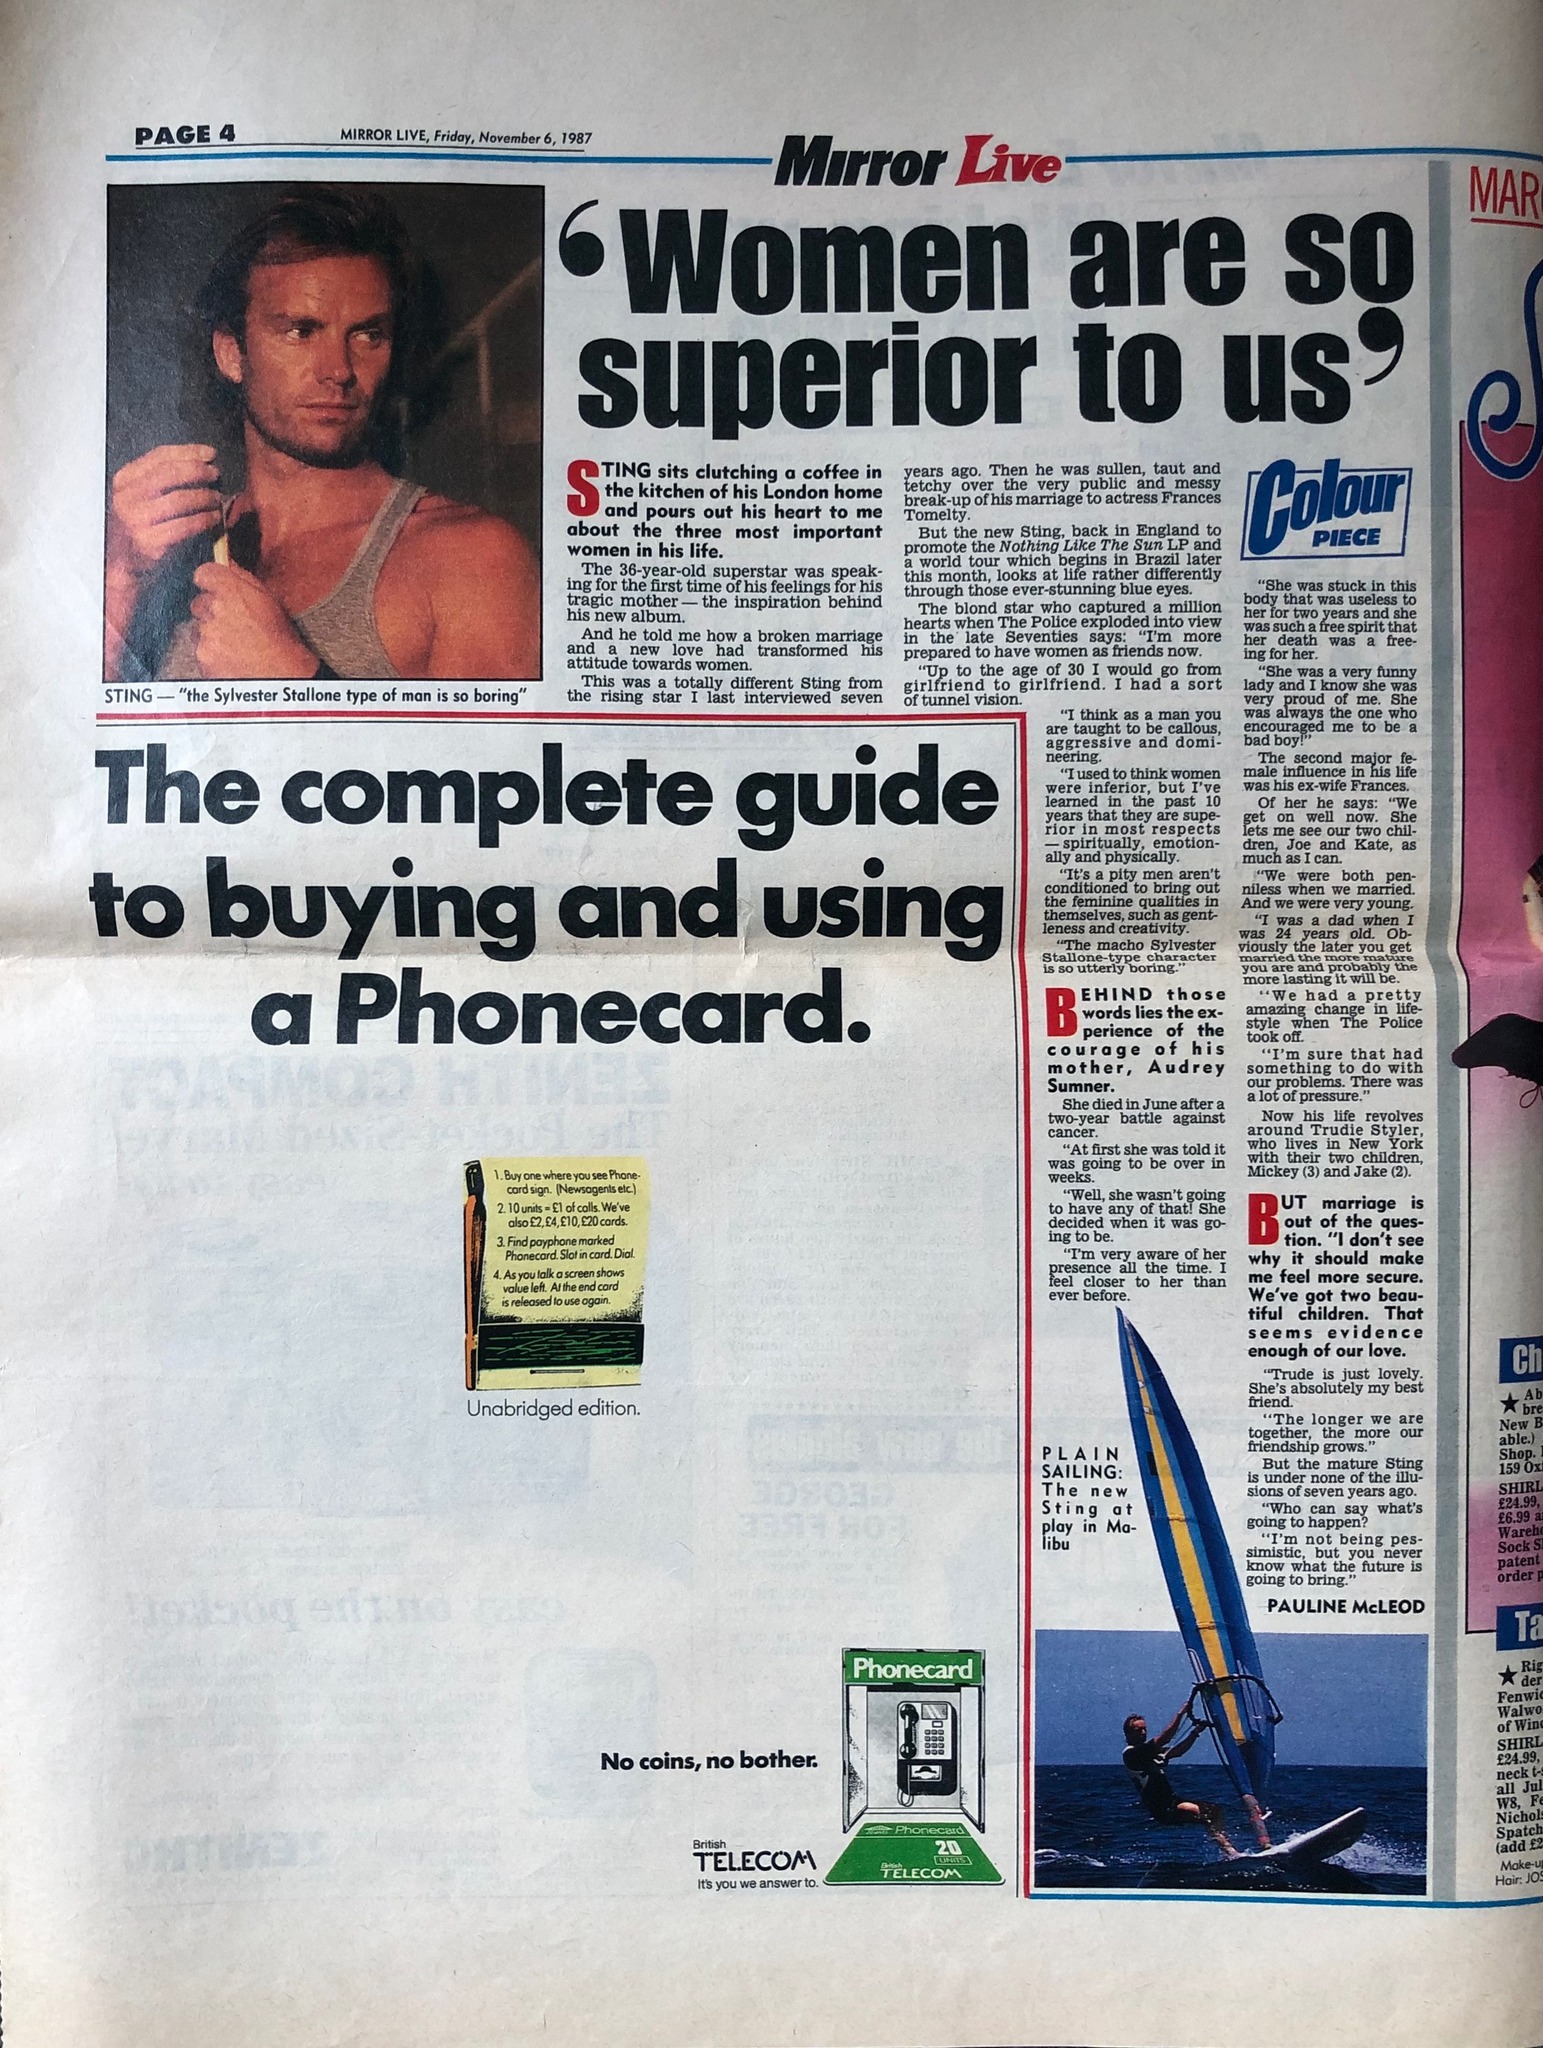 PAGE 4
MIRROR LIVE, Friday, November 6, 1987
Mirror Live
‘Women are so
superior to us’
STING — "the Sylvester Stallone type of man is so boring"
STING sits clutching a coffee in
the kitchen of his London home
and pours out his heart to me
about the three most important
women in his life.
The 36-year-old superstar was speak-
ing for the first time of his feelings for his
tragic mother — the inspiration behind
his new album.
And he told me how a broken marriage
and a new love had transformed his
attitude towards women.
This was a totally different Sting from
the rising star I last interviewed seven
years ago. Then he was sullen, taut and
tetchy over the very public and messy
break-up of his marriage to actress Frances
Tomelty.
But the new Sting, back in England to
promote the Nothing Like The Sun LP and
a world tour which begins in Brazil later
this month, looks at life rather differently
through those ever-stunning blue eyes.
The blond star who captured a million
hearts when The Police exploded into view
in the late Seventies says: "I'm more
prepared to have women as friends now.
"Up to the age of 30 I would go from
girlfriend to girlfriend. I had a sort
of tunnel vision.
"I think as a man you
are taught to be callous,
aggressive and domi-
neering.
"I used to think women
were inferior, but I've
learned in the past 10
years that they are supe-
rior in most respects
— spiritually, emotion-
ally and physically.
"It's a pity men aren't
conditioned to bring out
the feminine qualities in
themselves, such as gent-
leness and creativity.
"The macho Sylvester
Stallone-type character
is so utterly boring."
BEHIND those
words lies the ex-
perience of the
courage of his
mother, Audrey
Sumner.
She died in June after a
two-year battle against
cancer.
"At first she was told it
was going to be over in
weeks.
"Well, she wasn't going
to have any of that! She
decided when it was go-
ing to be.
"I'm very aware of her
presence all the time. I
feel closer to her than
ever before.
Colour
PIECE
"She was stuck in this
body that was useless to
her for two years and she
was such a free spirit that
her death was a free-
ing for her.
"She was a very funny
lady and I know she was
very proud of me. She
was always the one who
encouraged me to be a
bad boy!"
The second major fe-
male influence in his life
was his ex-wife Frances.
Of her he says: "We
get on well now. She
lets me see our two chil-
dren, Joe and Kate, as
much as I can.
"We were both pen-
niless when we married.
And we were very young.
"I was a dad when I
was 24 years old. Ob-
viously the later you get
married the more mature
you are and probably the
more lasting it will be.
"We had a pretty
amazing change in life-
style when The Police
took off.
"I'm sure that had
something to do with
our problems. There was
a lot of pressure."
Now his life revolves
around Trudie Styler,
who lives in New York
with their two children,
Mickey (3) and Jake (2).
BUT marriage is
out of the ques-
tion. "I don't see
why it should make
me feel more secure.
We've got two beau-
tiful children. That
seems evidence
enough of our love.
"Trude is just lovely.
She's absolutely my best
friend.
"The longer we are
together, the more our
friendship grows."
But the mature Sting
is under none of the illu-
sions of seven years ago.
"Who can say what's
going to happen?
"I'm not being pes-
simistic, but you never
know what the future is
going to bring."
PAULINE McLEOD
PLAIN
SAILING:
The new
Sting at
play in Ma-
libu
The complete guide
to buying and using
a Phonecard.
1. Buy one where you see Phone-
card sign. (Newsagents etc.)
2. 10 units = £1 of calls. We've
also £2, £4, £10, £20 cards.
3. Find payphone marked
Phonecard. Slot in card. Dial.
4. As you talk a screen shows
value left. At the end card
is released to use again.
Unabridged edition.
No coins, no bother.
Phonecard
Phonecard
20
UNITS
British
TELECOM
British
TELECOM
It's you we answer to.
MAR
Ch
New B
able.)
Shop.
159 Ox
SHIRL
£24.99,
£6.99
Sock S
patent
order p
Ta
of Win
SHIRL
£24.99,
neck t-
all Jul
W8, Fe
Nichols
Spatch
(add £2
Make-u
Hair: JOS